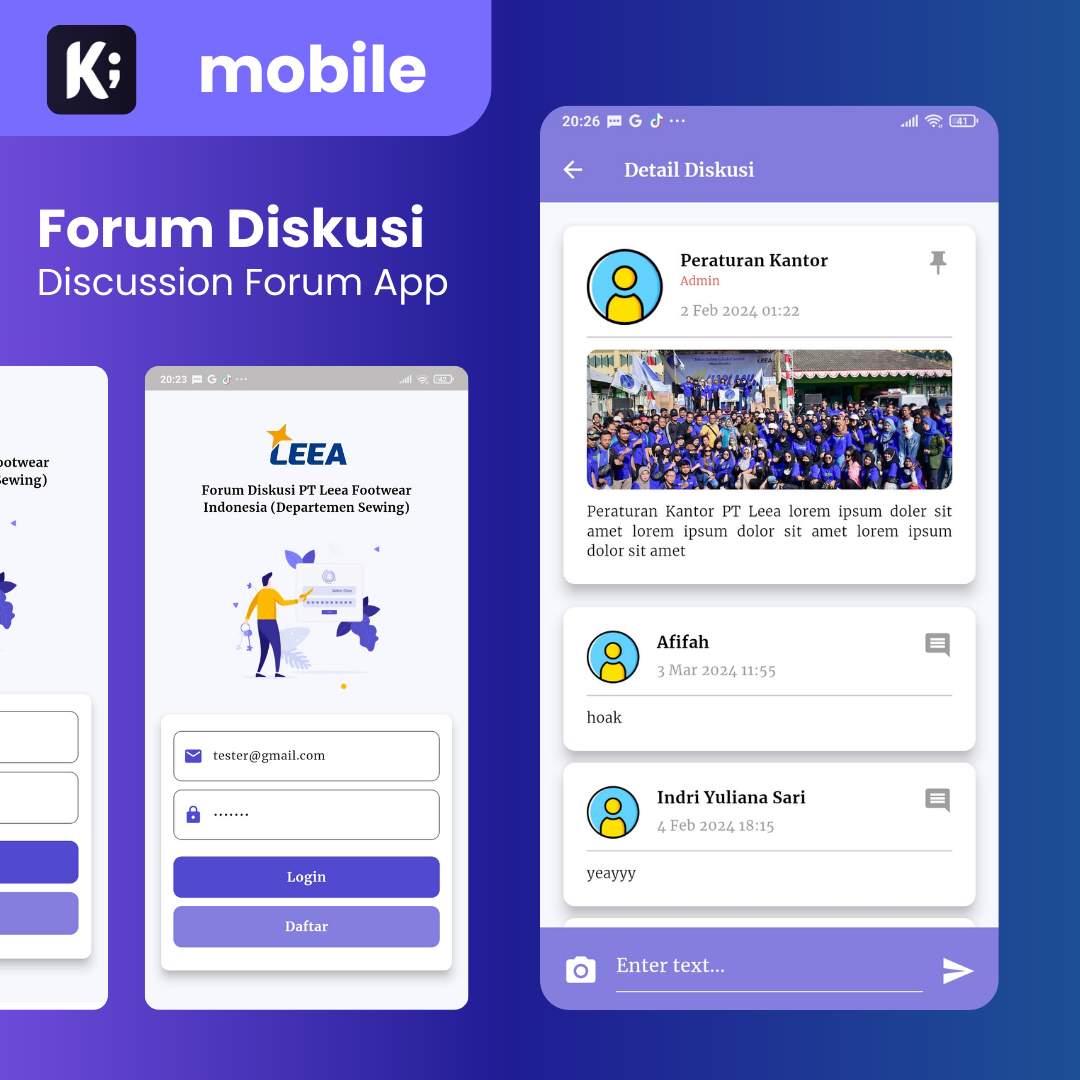 K;
mobile
Forum Diskusi
Discussion Forum App
ootwear
Sewing)
20:23
42
LEEA
Forum Diskusi PT Leea Footwear
Indonesia (Departemen Sewing)
tester@gmail.com
Login
Daftar
20:26
41
Detail Diskusi
Peraturan Kantor
Admin
2 Feb 2024 01:22
LEEA
Peraturan Kantor PT Leea lorem ipsum doler sit
amet lorem ipsum dolor sit amet lorem ipsum
dolor sit amet
Afifah
3 Mar 2024 11:55
hoak
Indri Yuliana Sari
4 Feb 2024 18:15
yeayyy
Enter text...